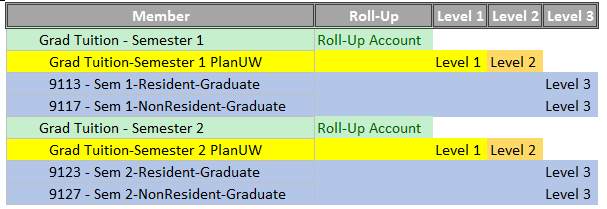 Member Roll-Up Level 1 Level 2 Level 3
Grad Tuition - Semester 1 Roll-Up Account
Grad Tuition-Semester 1 PlanUW Level 1 Level 2
9113 - Sem 1-Resident-Graduate Level 3
9117 - Sem 1-NonResident-Graduate Level 3
Grad Tuition - Semester 2 Roll-Up Account
Grad Tuition-Semester 2 PlanUW Level 1 Level 2
9123 - Sem 2-Resident-Graduate Level 3
9127 - Sem 2-NonResident-Graduate Level 3